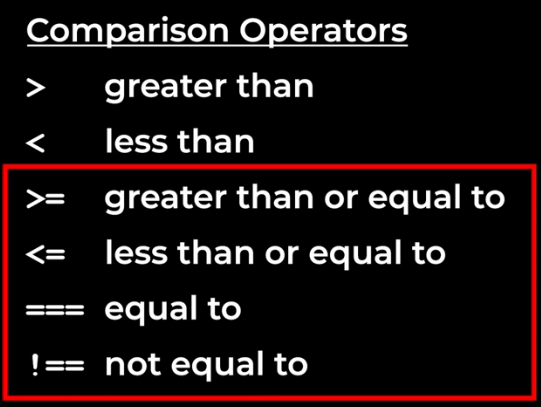 Comparison Operators
> greater than
< less than
>= greater than or equal to
<= less than or equal to
=== equal to
!== not equal to